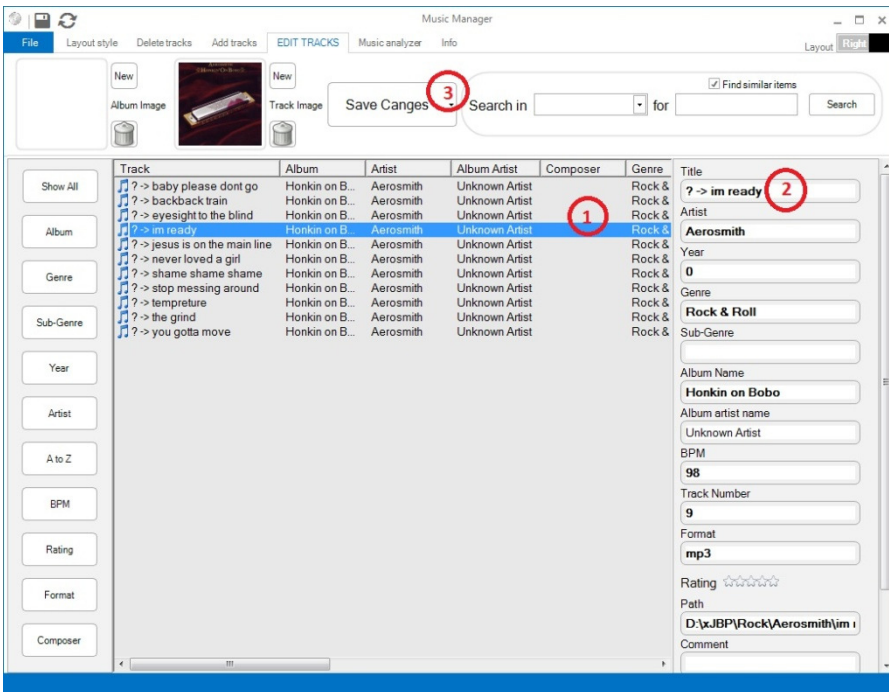 Music Manager
File Layout style Delete tracks Add tracks EDIT TRACKS Music analyzer Info Layout Right
New New Find similar items
Album Image Track Image Save Canges 3 Search in for Search
Track Album Artist Album Artist Composer Genre
? -> baby please dont go Honkin on B... Aerosmith Unknown Artist Rock &
? -> backback train Honkin on B... Aerosmith Unknown Artist Rock &
? -> eyesight to the blind Honkin on B... Aerosmith Unknown Artist 1 Rock &
? -> im ready Honkin on B... Aerosmith Unknown Artist Rock &
? -> jesus is on the main line Honkin on B... Aerosmith Unknown Artist Rock &
? -> never loved a girl Honkin on B... Aerosmith Unknown Artist Rock &
? -> shame shame shame Honkin on B... Aerosmith Unknown Artist Rock &
? -> stop messing around Honkin on B... Aerosmith Unknown Artist Rock &
? -> tempreture Honkin on B... Aerosmith Unknown Artist Rock &
? -> the grind Honkin on B... Aerosmith Unknown Artist Rock &
? -> you gotta move Honkin on B... Aerosmith Unknown Artist Rock &
Show All
Album
Genre
Sub-Genre
Year
Artist
A to Z
BPM
Rating
Format
Composer
Title
? -> im ready 2
Artist
Aerosmith
Year
0
Genre
Rock & Roll
Sub-Genre
Album Name
Honkin on Bobo
Album artist name
Unknown Artist
BPM
98
Track Number
9
Format
mp3
Rating
Path
D:\xJBP\Rock\Aerosmith\im
Comment